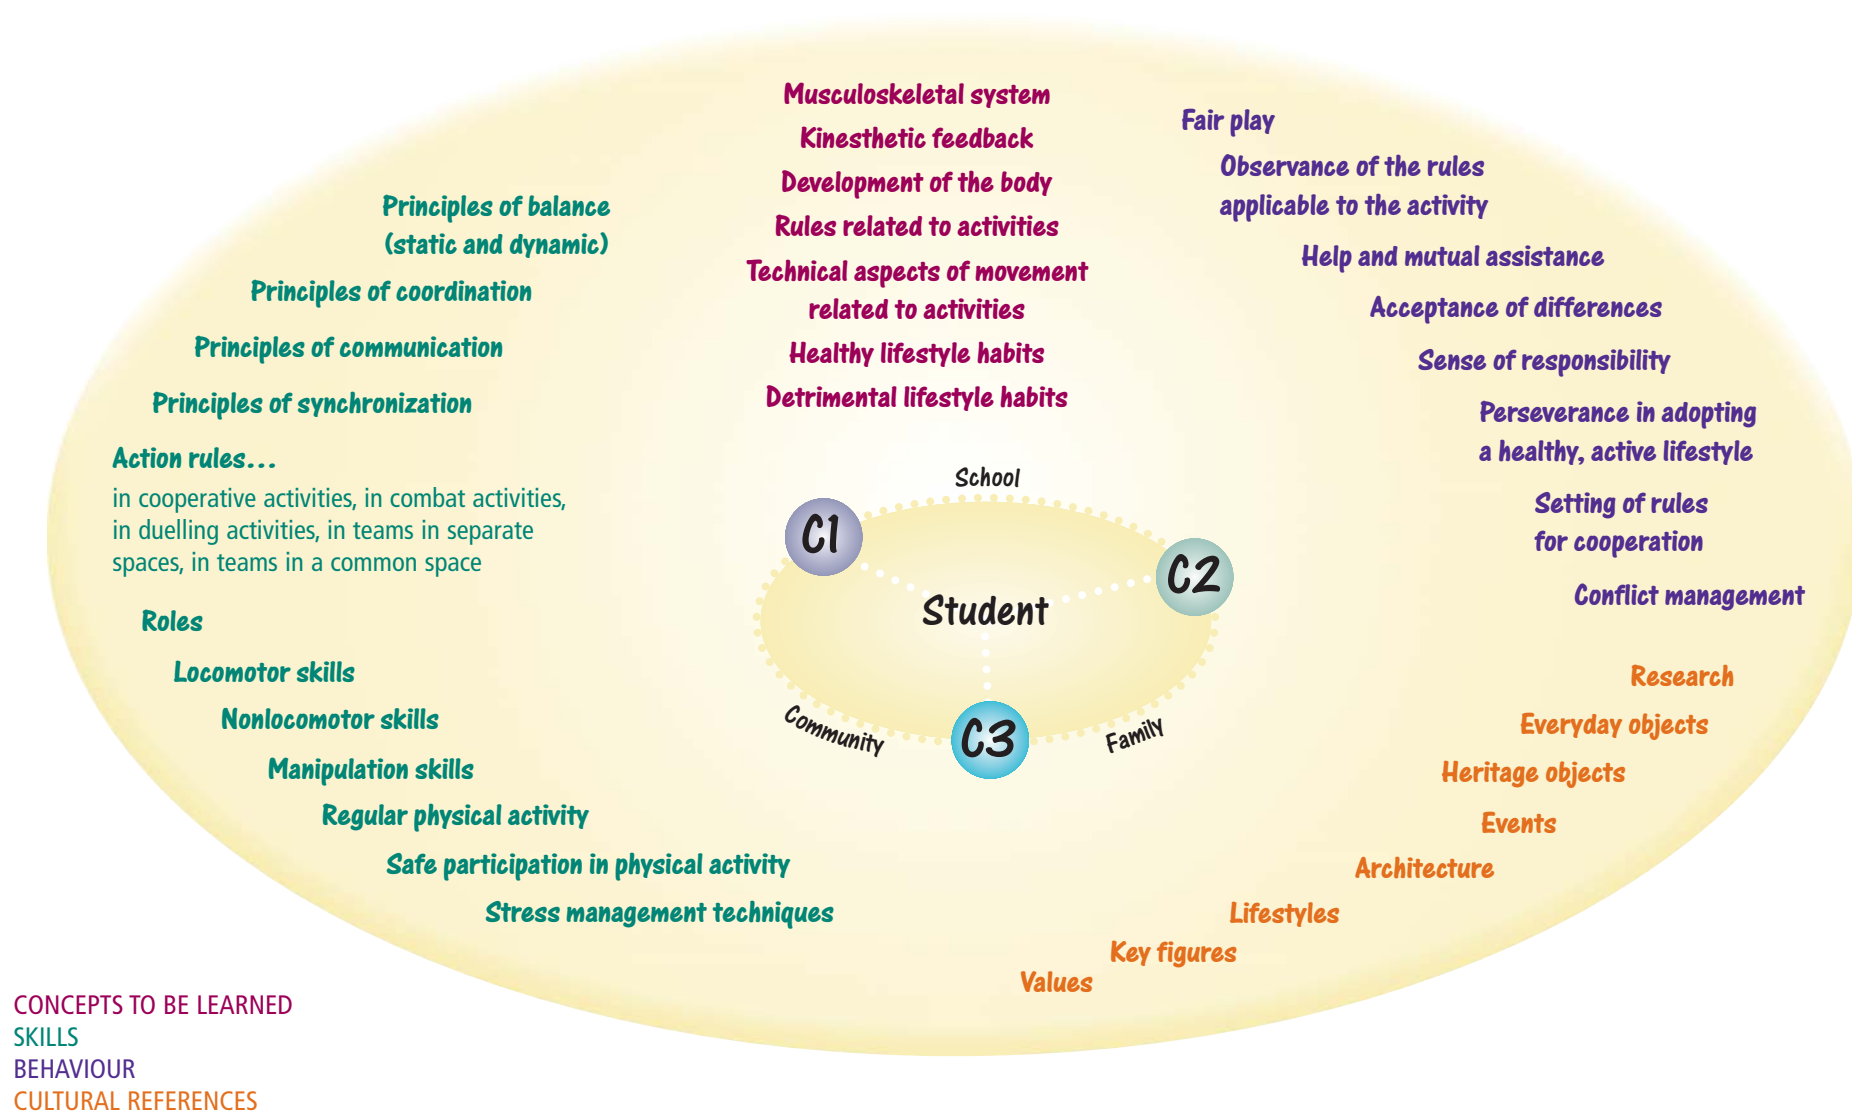 Musculoskeletal system
Kinesthetic feedback
Development of the body
Rules related to activities
Technical aspects of movement
related to activities
Healthy lifestyle habits
Detrimental lifestyle habits
Fair play
Observance of the rules
applicable to the activity
Help and mutual assistance
Acceptance of differences
Sense of responsibility
Perseverance in adopting
a healthy, active lifestyle
Setting of rules
for cooperation
Conflict management
Principles of balance
(static and dynamic)
Principles of coordination
Principles of communication
Principles of synchronization
Action rules...
in cooperative activities, in combat activities,
in duelling activities, in teams in separate
spaces, in teams in a common space
Roles
Locomotor skills
Nonlocomotor skills
Manipulation skills
Regular physical activity
Safe participation in physical activity
Stress management techniques
School
C1
C2
Student
C3
Community
Family
Research
Everyday objects
Heritage objects
Events
Architecture
Lifestyles
Key figures
Values
CONCEPTS TO BE LEARNED
SKILLS
BEHAVIOUR
CULTURAL REFERENCES